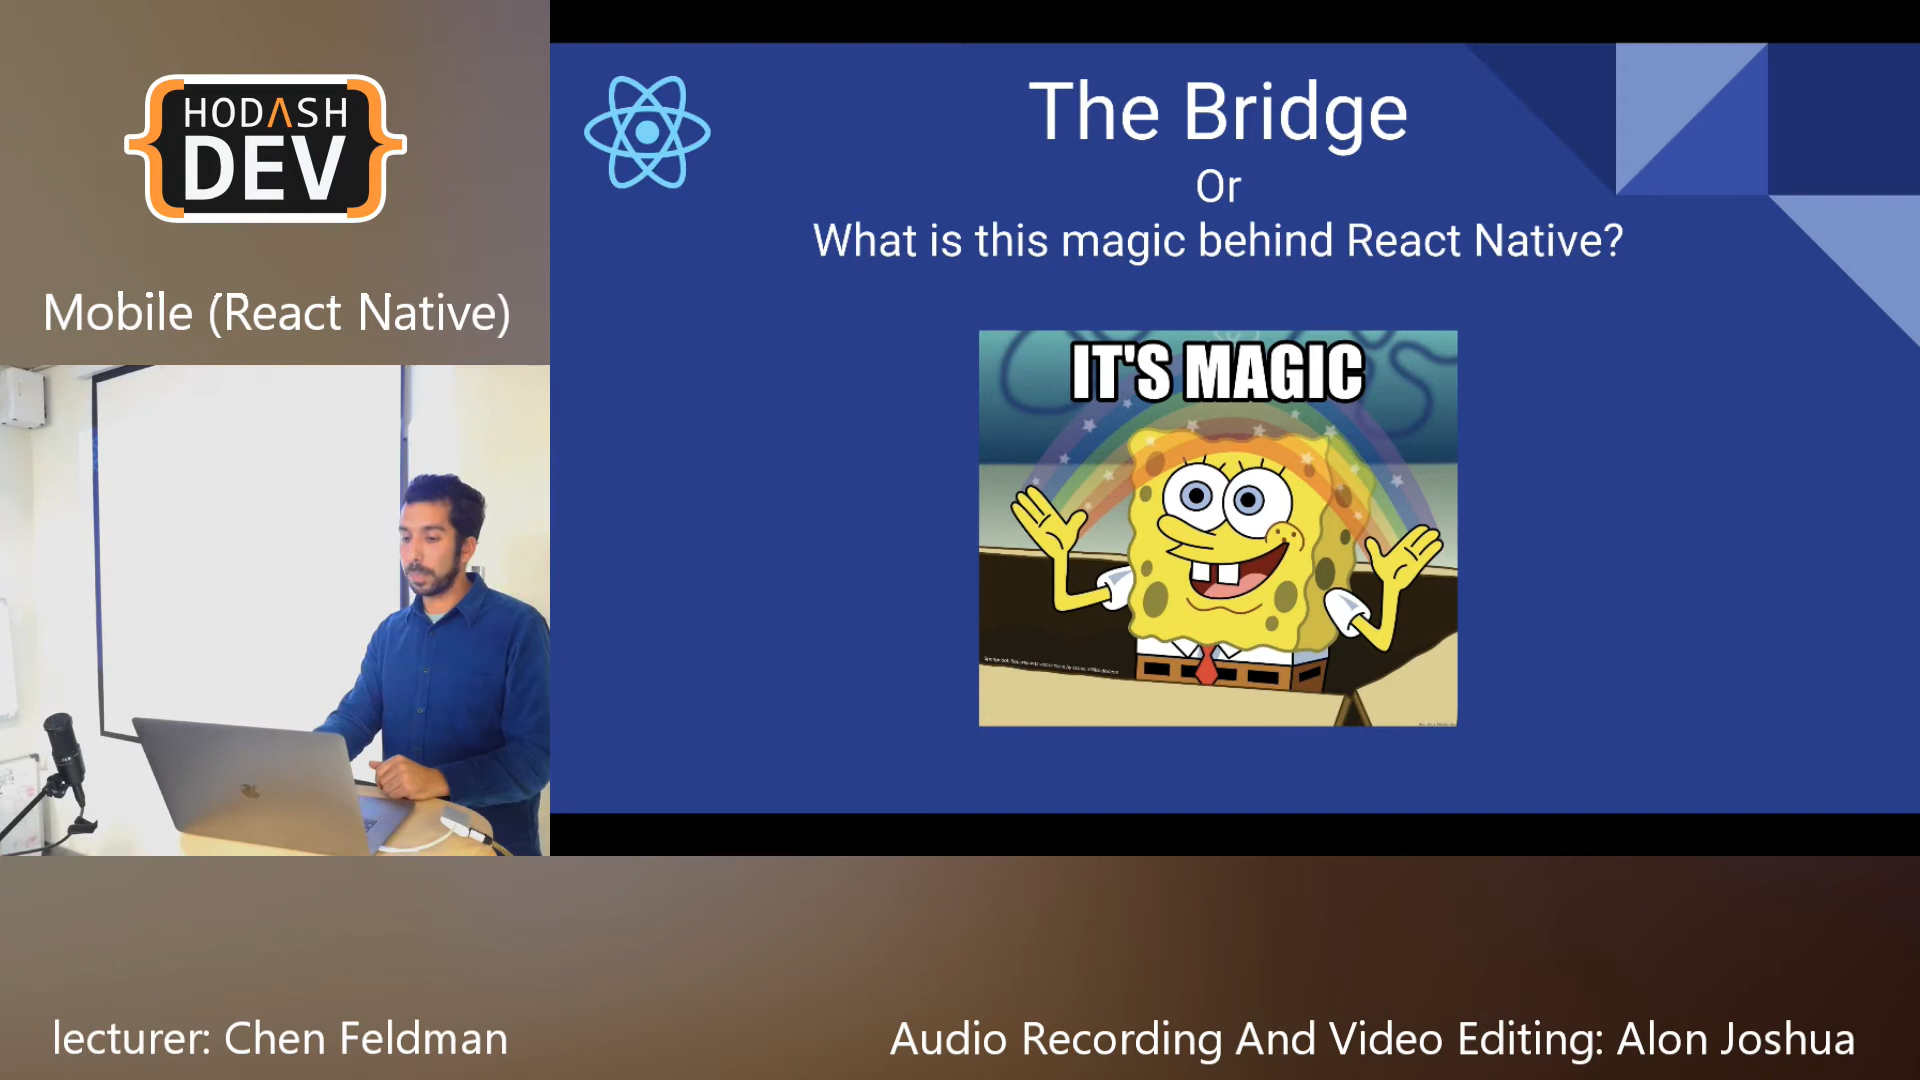 HODASH
DEV
Mobile (React Native)
The Bridge
Or
What is this magic behind React Native?
IT'S MAGIC
lecturer: Chen Feldman
Audio Recording And Video Editing: Alon Joshua